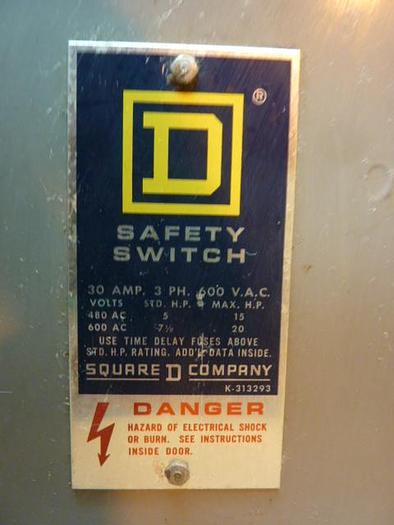 D ®
SAFETY
SWITCH
30 AMP. 3 PH. 600 V.A.C.
VOLTS STD. H.P. MAX. H.P.
480 AC 5 15
600 AC 7½ 20
USE TIME DELAY FUSES ABOVE
STD. H.P. RATING. ADD'L DATA INSIDE.
SQUARE D COMPANY
K-313293
DANGER
HAZARD OF ELECTRICAL SHOCK
OR BURN. SEE INSTRUCTIONS
INSIDE DOOR.